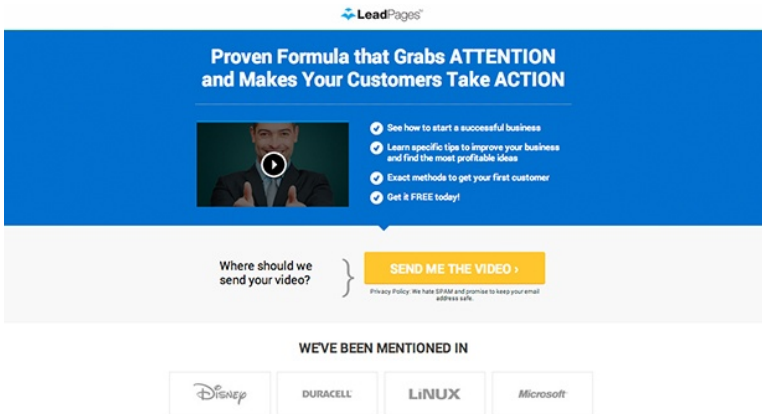 LeadPages™
Proven Formula that Grabs ATTENTION
and Makes Your Customers Take ACTION
See how to start a successful business
Learn specific tips to improve your business
and find the most profitable ideas
Exact methods to get your first customer
Get it FREE today!
Where should we
send your video?
SEND ME THE VIDEO ›
Privacy Policy: We hate SPAM and promise to keep your email
address safe.
WE'VE BEEN MENTIONED IN
Disney
DURACELL
LiNUX
Microsoft